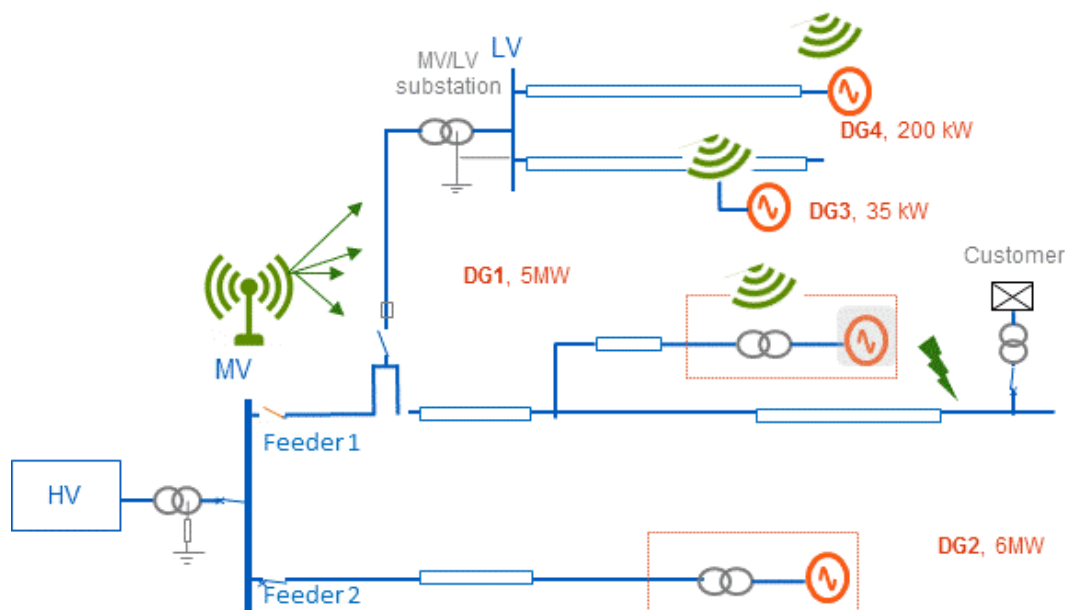 LV
MV/LV
substation
DG4, 200 kW
DG3, 35 kW
DG1, 5MW
Customer
MV
Feeder 1
HV
DG2, 6MW
Feeder 2